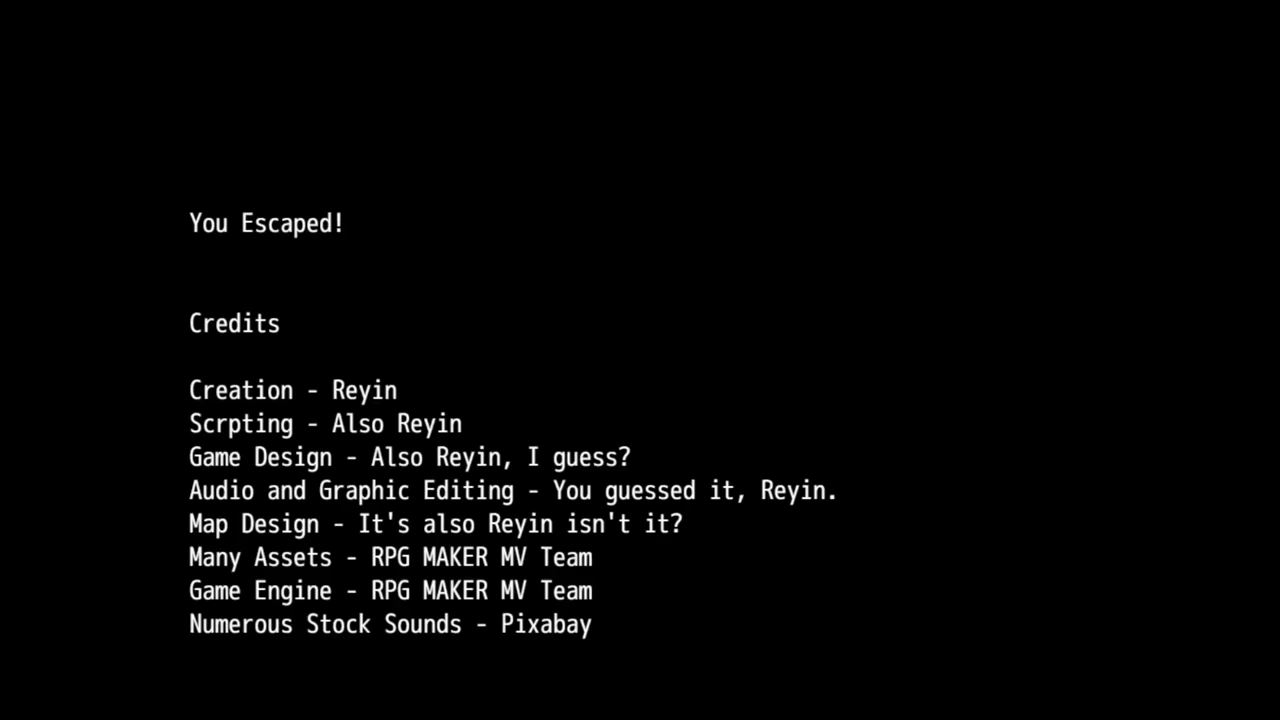 You Escaped!
Credits
Creation - Reyin
Scrpting - Also Reyin
Game Design - Also Reyin, I guess?
Audio and Graphic Editing - You guessed it, Reyin.
Map Design - It's also Reyin isn't it?
Many Assets - RPG MAKER MV Team
Game Engine - RPG MAKER MV Team
Numerous Stock Sounds - Pixabay